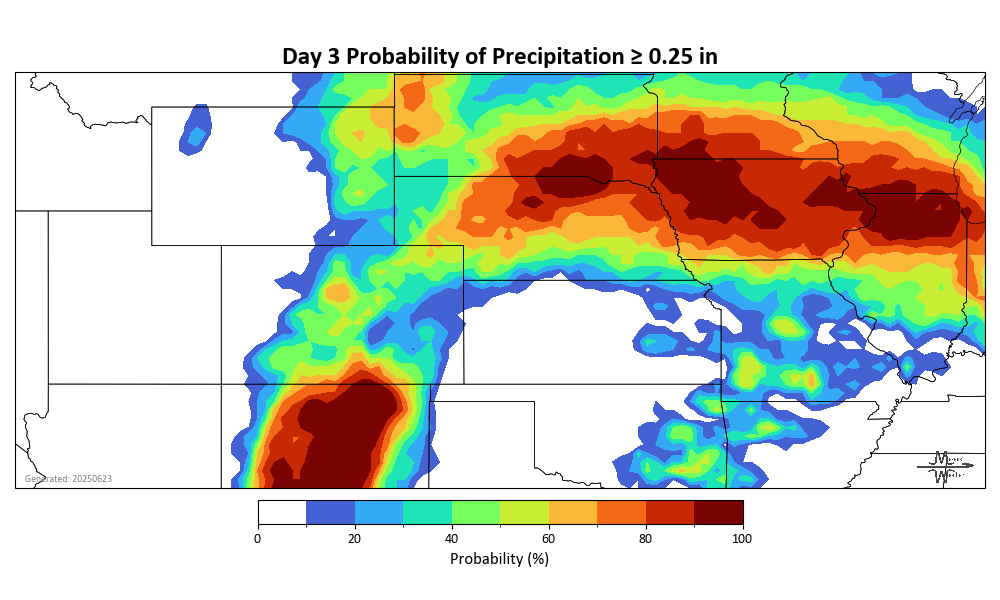 Day 3 Probability of Precipitation ≥ 0.25 in
Generated: 20250623
0 20 40 60 80 100
Probability (%)